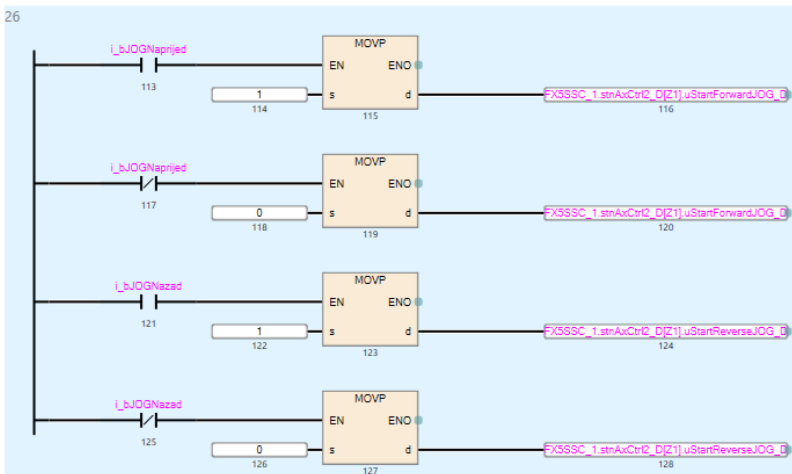 26
i_bJOGNaprijed
MOVP
EN ENO
113
1 s d FX5SSC_1.stnAxCtrl2_D[Z1].uStartForwardJOG_D
114 115 116
i_bJOGNaprijed
MOVP
EN ENO
117
0 s d FX5SSC_1.stnAxCtrl2_D[Z1].uStartForwardJOG_D
118 119 120
i_bJOGNazad
MOVP
EN ENO
121
1 s d FX5SSC_1.stnAxCtrl2_D[Z1].uStartReverseJOG_D
122 123 124
i_bJOGNazad
MOVP
EN ENO
125
0 s d FX5SSC_1.stnAxCtrl2_D[Z1].uStartReverseJOG_D
126 127 128